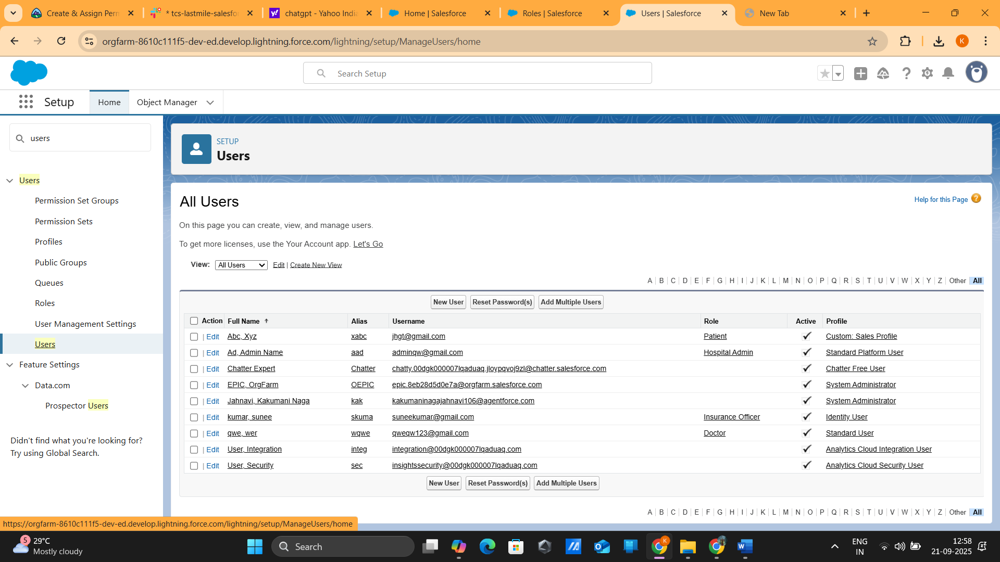 Create & Assign Perm
* tcs-lastmile-salesfor
chatgpt - Yahoo India
Home | Salesforce
Roles | Salesforce
Users | Salesforce
New Tab
orgfarm-8610c111f5-dev-ed.develop.lightning.force.com/lightning/setup/ManageUsers/home
K
Search Setup
Setup
Home
Object Manager
users
Users
Permission Set Groups
Permission Sets
Profiles
Public Groups
Queues
Roles
User Management Settings
Users
Feature Settings
Data.com
Prospector Users
Didn't find what you're looking for?
Try using Global Search.
SETUP
Users
All Users
Help for this Page ?
On this page you can create, view, and manage users.
To get more licenses, use the Your Account app. Let's Go
View: All Users Edit | Create New View
A | B | C | D | E | F | G | H | I | J | K | L | M | N | O | P | Q | R | S | T | U | V | W | X | Y | Z | Other | All
New User Reset Password(s) Add Multiple Users
Action Full Name ↑ Alias Username Role Active Profile
| Edit Abc, Xyz xabc jhgt@gmail.com Patient Custom: Sales Profile
| Edit Ad, Admin Name aad adminqw@gmail.com Hospital Admin Standard Platform User
| Edit Chatter Expert Chatter chatty.00dgk000007lqaduaq.jloypqvoj9zl@chatter.salesforce.com Chatter Free User
| Edit EPIC, OrgFarm OEPIC epic.8eb28d5d0e7a@orgfarm.salesforce.com System Administrator
| Edit Jahnavi, Kakumani Naga kak kakumaninagajahnavi106@agentforce.com System Administrator
| Edit kumar, sunee skuma suneekumar@gmail.com Insurance Officer Identity User
| Edit qwe, wer wqwe qweqw123@gmail.com Doctor Standard User
| Edit User, Integration integ integration@00dgk000007lqaduaq.com Analytics Cloud Integration User
| Edit User, Security sec insightssecurity@00dgk000007lqaduaq.com Analytics Cloud Security User
New User Reset Password(s) Add Multiple Users
A | B | C | D | E | F | G | H | I | J | K | L | M | N | O | P | Q | R | S | T | U | V | W | X | Y | Z | Other | All
https://orgfarm-8610c111f5-dev-ed.develop.lightning.force.com/lightning/setup/ManageUsers/home
5
29°C
Mostly cloudy
Search
ENG
IN
12:58
21-09-2025